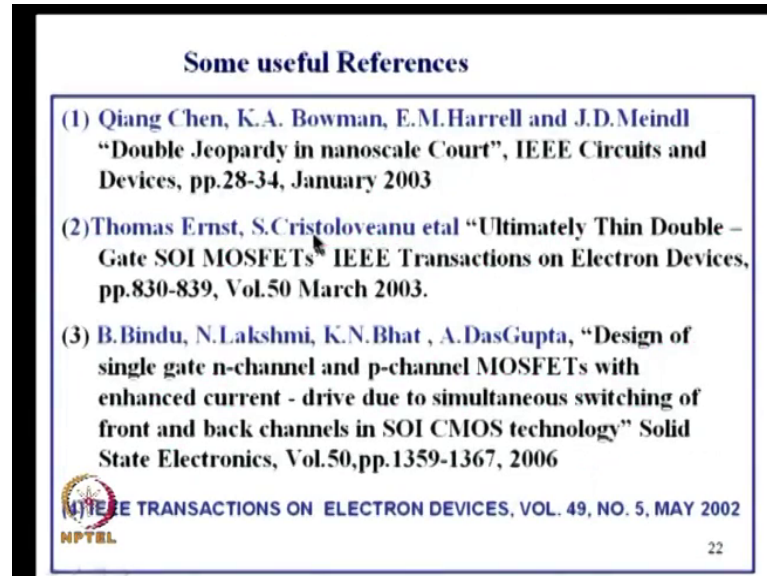 Some useful References
(1) Qiang Chen, K.A. Bowman, E.M.Harrell and J.D.Meindl
“Double Jeopardy in nanoscale Court”, IEEE Circuits and
Devices, pp.28-34, January 2003
(2)Thomas Ernst, S.Cristoloveanu etal “Ultimately Thin Double –
Gate SOI MOSFETs” IEEE Transactions on Electron Devices,
pp.830-839, Vol.50 March 2003.
(3) B.Bindu, N.Lakshmi, K.N.Bhat , A.DasGupta, “Design of
single gate n-channel and p-channel MOSFETs with
enhanced current - drive due to simultaneous switching of
front and back channels in SOI CMOS technology” Solid
State Electronics, Vol.50,pp.1359-1367, 2006
(4)IEEE TRANSACTIONS ON ELECTRON DEVICES, VOL. 49, NO. 5, MAY 2002
NPTEL
22